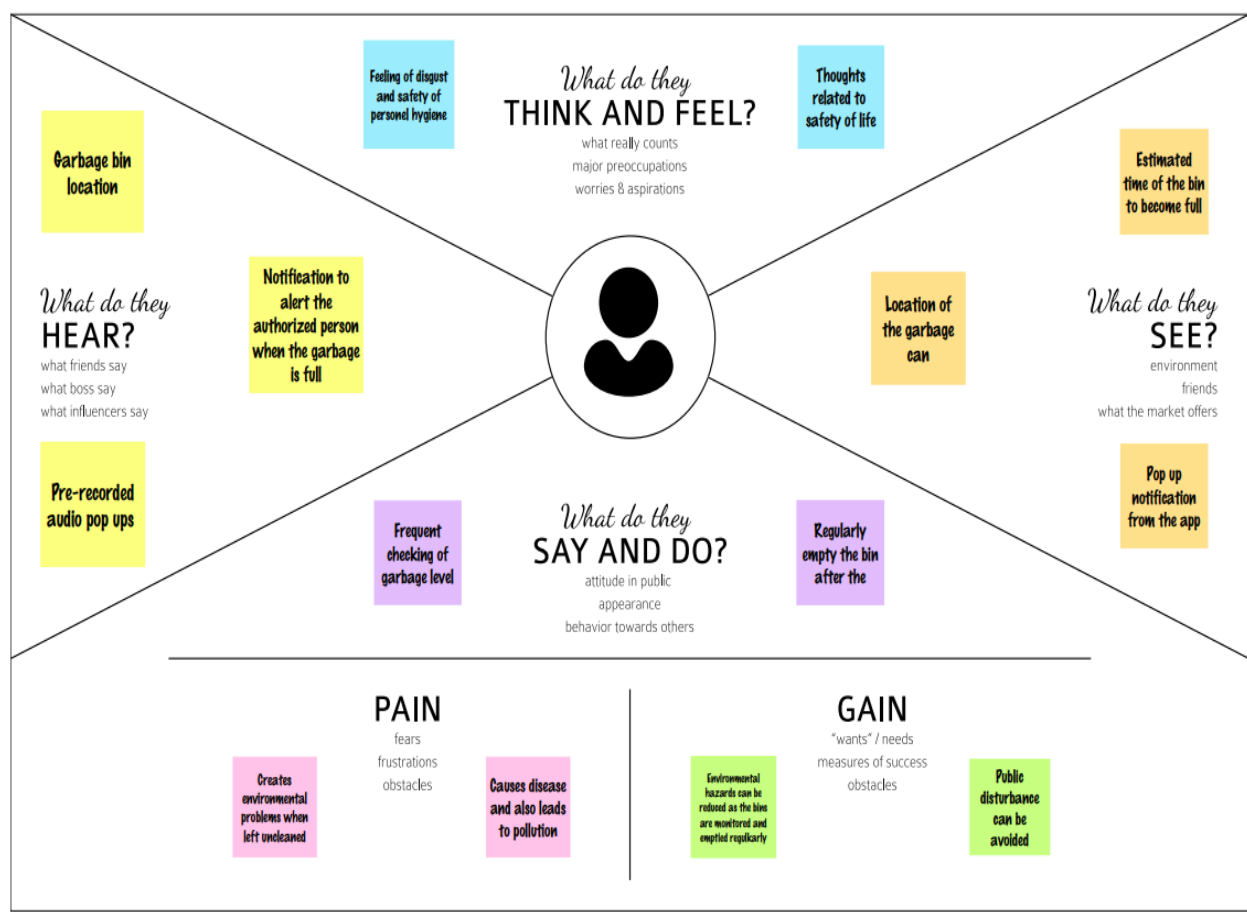 What do they
THINK AND FEEL?
what really counts
major preoccupations
worries & aspirations
Feeling of disgust
and safety of
personel hygiene
Thoughts
related to
safety of life
What do they
HEAR?
what friends say
what boss say
what influencers say
Garbage bin
location
Notification to
alert the
authorized person
when the garbage
is full
Pre-recorded
audio pop ups
What do they
SEE?
environment
friends
what the market offers
Estimated
time of the bin
to become full
Location of
the garbage
can
Pop up
notification
from the app
What do they
SAY AND DO?
attitude in public
appearance
behavior towards others
Frequent
checking of
garbage level
Regularly
empty the bin
after the
PAIN
fears
frustrations
obstacles
Creates
environmental
problems when
left uncleaned
Causes disease
and also leads
to pollution
GAIN
"wants" / needs
measures of success
obstacles
Environmental
hazards can be
reduced as the bins
are monitored and
emptied regulkarly
Public
disturbance
can be
avoided